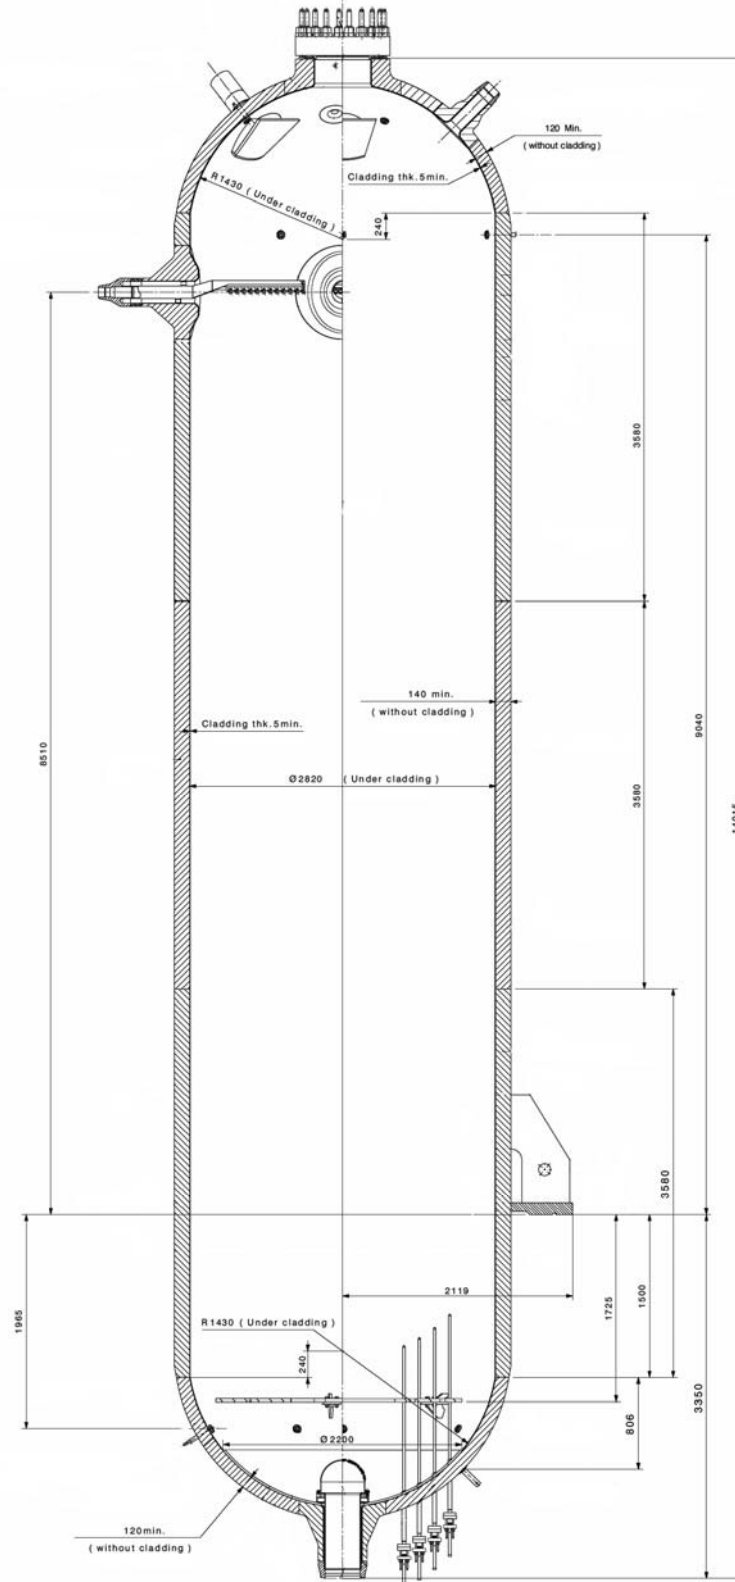 120 Min.
( without cladding )
Cladding thk.5min.
R1430 ( Under cladding )
240
3580
140 min.
( without cladding )
Cladding thk.5min.
9040
8510
Ø2820 ( Under cladding )
3580
3580
2119
1965
1725
1500
R1430 ( Under cladding )
240
3350
806
Ø2200
120min.
( without cladding )